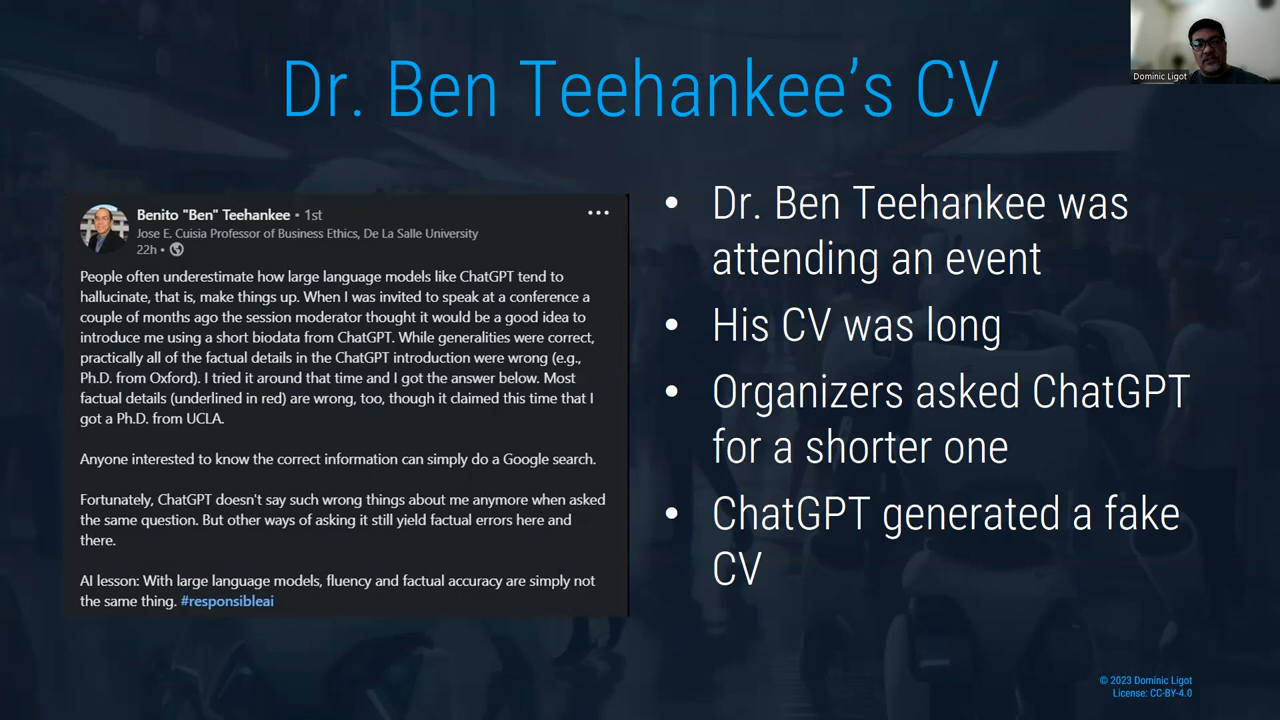 Dominic Ligot
Dr. Ben Teehankee’s CV
Benito "Ben" Teehankee • 1st
Jose E. Cuisia Professor of Business Ethics, De La Salle University
22h •
People often underestimate how large language models like ChatGPT tend to
hallucinate, that is, make things up. When I was invited to speak at a conference a
couple of months ago the session moderator thought it would be a good idea to
introduce me using a short biodata from ChatGPT. While generalities were correct,
practically all of the factual details in the ChatGPT introduction were wrong (e.g.,
Ph.D. from Oxford). I tried it around that time and I got the answer below. Most
factual details (underlined in red) are wrong, too, though it claimed this time that I
got a Ph.D. from UCLA.
Anyone interested to know the correct information can simply do a Google search.
Fortunately, ChatGPT doesn't say such wrong things about me anymore when asked
the same question. But other ways of asking it still yield factual errors here and
there.
AI lesson: With large language models, fluency and factual accuracy are simply not
the same thing. #responsibleai
• Dr. Ben Teehankee was
attending an event
• His CV was long
• Organizers asked ChatGPT
for a shorter one
• ChatGPT generated a fake
CV
© 2023 Dominic Ligot
License: CC-BY-4.0